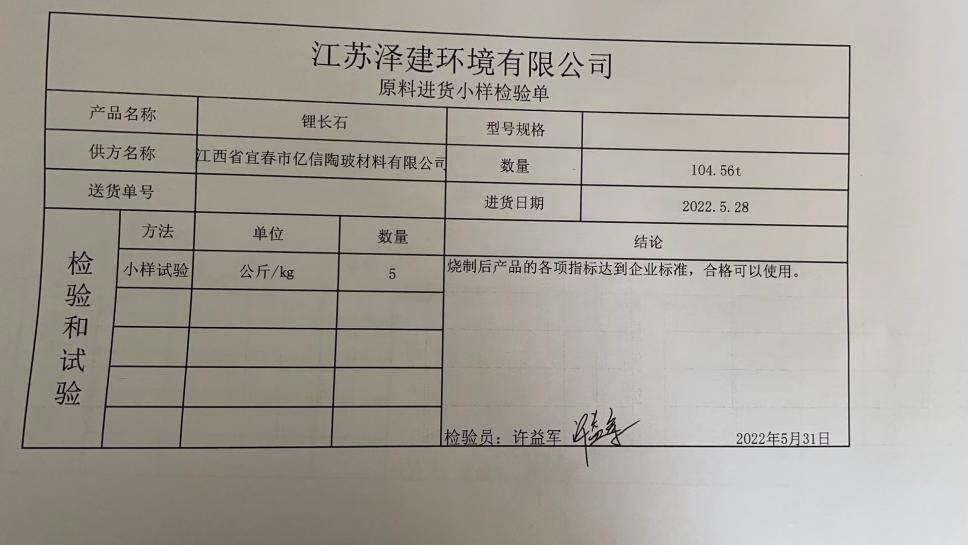 江苏泽建环境有限公司
原料进货小样检验单
产品名称 锂长石 型号规格
供方名称 江西省宜春市亿信陶玻材料有限公司 数量 104.56t
送货单号 进货日期 2022.5.28
检验和试验 方法 单位 数量 结论
小样试验 公斤/kg 5 烧制后产品的各项指标达到企业标准，合格可以使用。
检验员：许益军 许益军 2022年5月31日